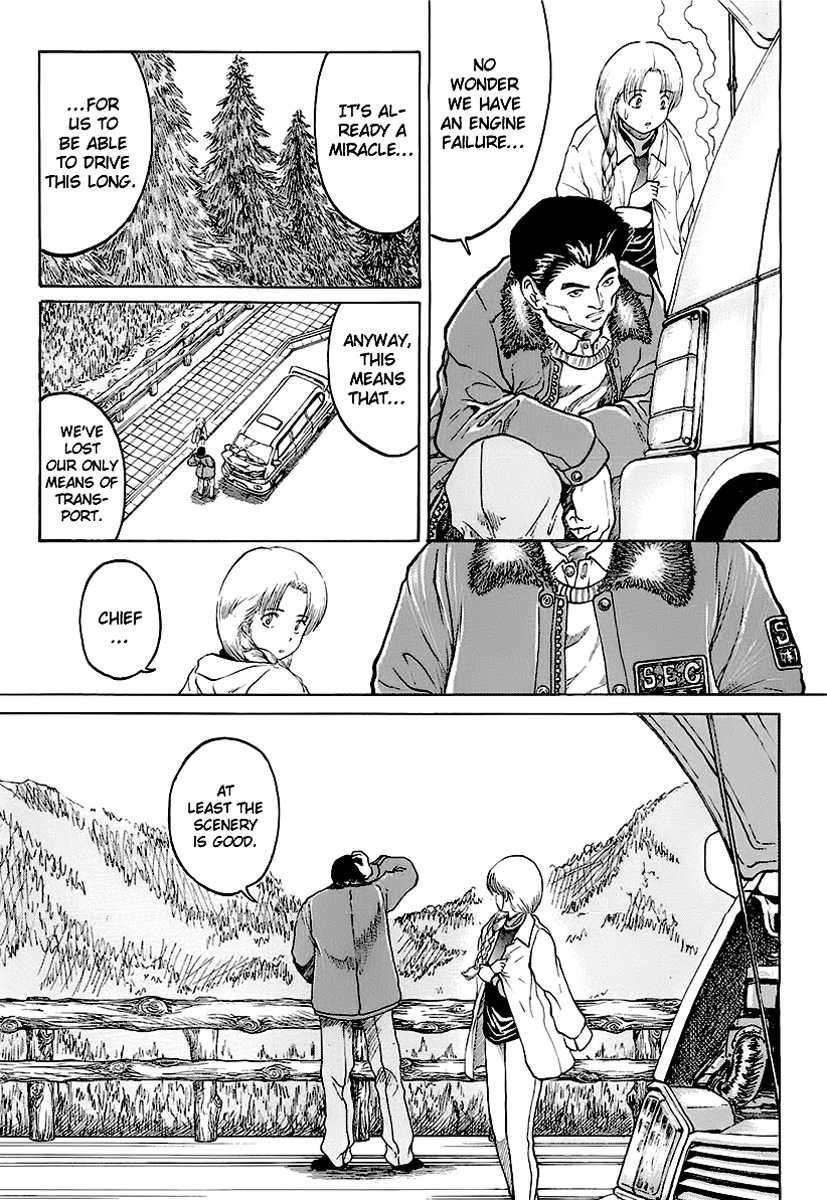 NO
WONDER
WE HAVE
AN ENGINE
FAILURE...
IT'S AL-
READY A
MIRACLE...
...FOR
US TO
BE ABLE
TO DRIVE
THIS LONG.
ANYWAY,
THIS
MEANS
THAT...
WE'VE
LOST
OUR ONLY
MEANS OF
TRANS-
PORT.
S
S·E·C
CHIEF
...
AT
LEAST THE
SCENERY
IS GOOD.